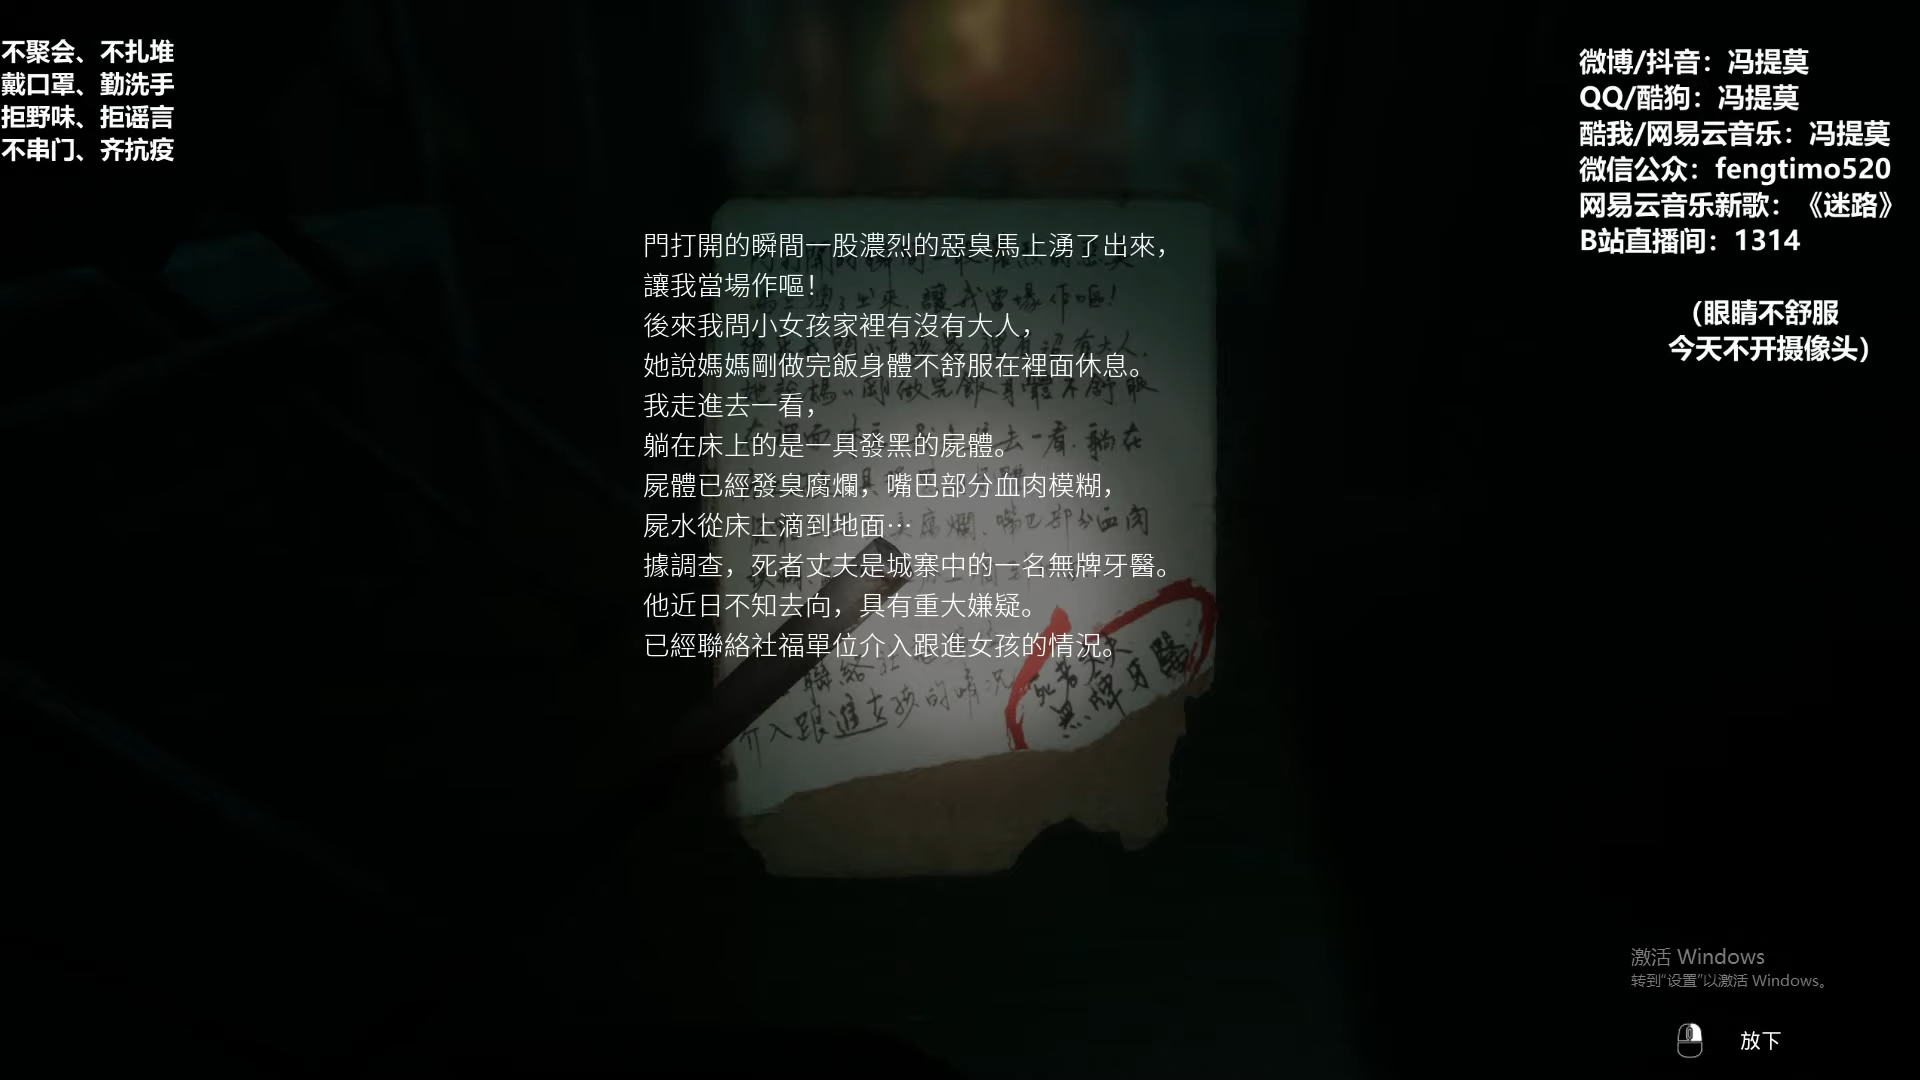 不聚会、不扎堆
戴口罩、勤洗手
拒野味、拒谣言
不串门、齐抗疫
微博/抖音：冯提莫
QQ/酷狗：冯提莫
酷我/网易云音乐：冯提莫
微信公众：fengtimo520
网易云音乐新歌：《迷路》
B站直播间：1314
（眼睛不舒服
今天不开摄像头）
門打開的瞬間一股濃烈的惡臭馬上湧了出來，
讓我當場作嘔！
後來我問小女孩家裡有沒有大人，
她說媽媽剛做完飯身體不舒服在裡面休息。
我走進去一看，
躺在床上的是一具發黑的屍體。
屍體已經發臭腐爛，嘴巴部分血肉模糊，
屍水從床上滴到地面…
據調查，死者丈夫是城寨中的一名無牌牙醫。
他近日不知去向，具有重大嫌疑。
已經聯絡社福單位介入跟進女孩的情況。
聯絡
介入跟進女孩的情況
死者丈夫
無牌牙醫
激活 Windows
转到“设置”以激活 Windows。
放下